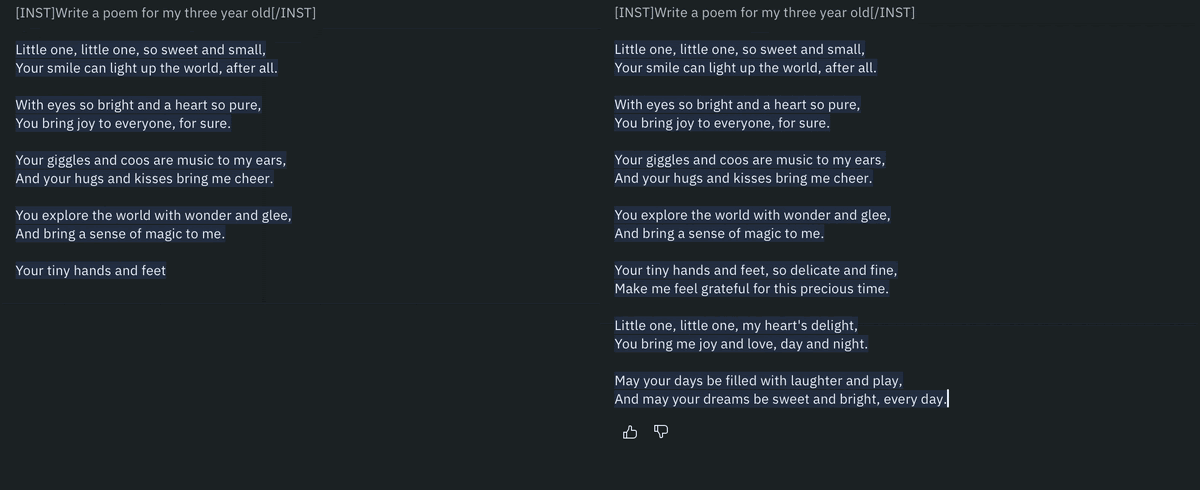 [INST]Write a poem for my three year old[/INST]
Little one, little one, so sweet and small,
Your smile can light up the world, after all.
With eyes so bright and a heart so pure,
You bring joy to everyone, for sure.
Your giggles and coos are music to my ears,
And your hugs and kisses bring me cheer.
You explore the world with wonder and glee,
And bring a sense of magic to me.
Your tiny hands and feet
[INST]Write a poem for my three year old[/INST]
Little one, little one, so sweet and small,
Your smile can light up the world, after all.
With eyes so bright and a heart so pure,
You bring joy to everyone, for sure.
Your giggles and coos are music to my ears,
And your hugs and kisses bring me cheer.
You explore the world with wonder and glee,
And bring a sense of magic to me.
Your tiny hands and feet, so delicate and fine,
Make me feel grateful for this precious time.
Little one, little one, my heart's delight,
You bring me joy and love, day and night.
May your days be filled with laughter and play,
And may your dreams be sweet and bright, every day.